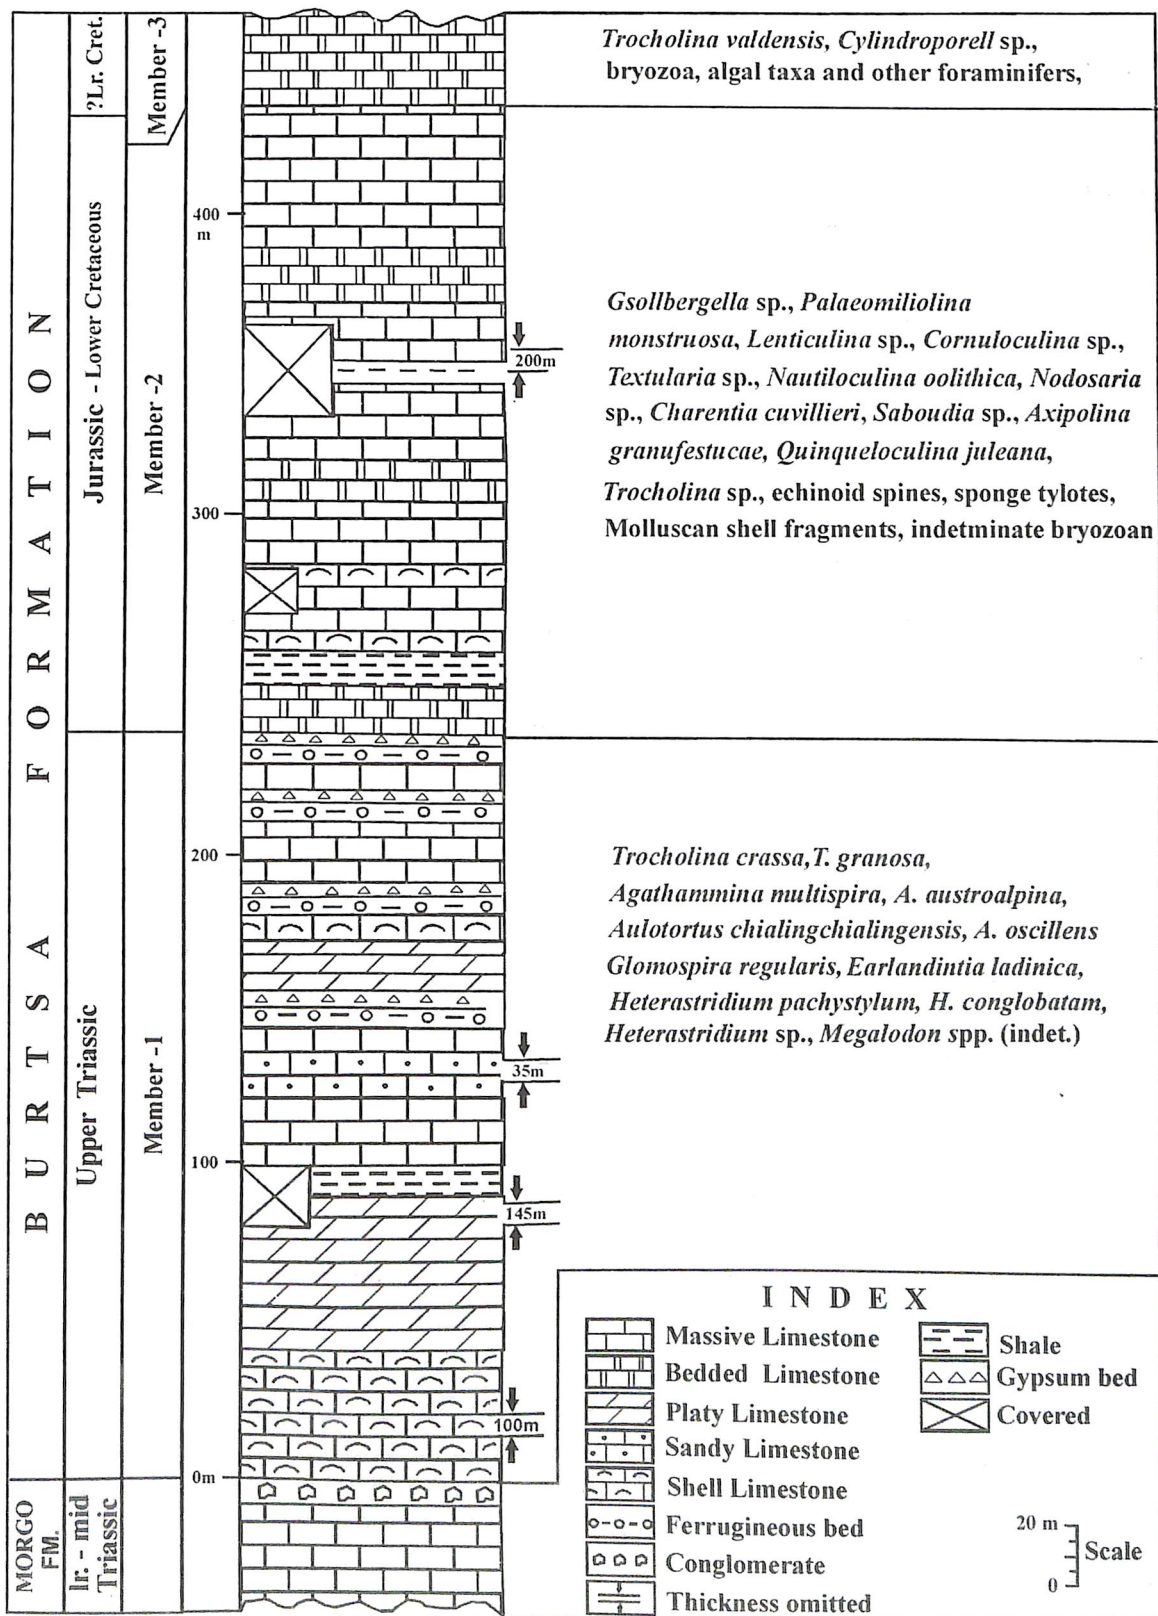 BURTSA FORMATION
MORGO FM.
?Lr. Cret.
Jurassic - Lower Cretaceous
Upper Triassic
lr. - mid Triassic
Member -3
Member -2
Member -1
400
m
300
200
100
0m
200m
35m
145m
100m
Trocholina valdensis, Cylindroporell sp.,
bryozoa, algal taxa and other foraminifers,
Gsollbergella sp., Palaeomiliolina
monstruosa, Lenticulina sp., Cornuloculina sp.,
Textularia sp., Nautiloculina oolithica, Nodosaria
sp., Charentia cuvillieri, Saboudia sp., Axipolina
granufestucae, Quinqueloculina juleana,
Trocholina sp., echinoid spines, sponge tylotes,
Molluscan shell fragments, indetminate bryozoan
Trocholina crassa, T. granosa,
Agathammina multispira, A. austroalpina,
Aulotortus chialingchialingensis, A. oscillens
Glomospira regularis, Earlandintia ladinica,
Heterastridium pachystylum, H. conglobatam,
Heterastridium sp., Megalodon spp. (indet.)
INDEX
Massive Limestone
Bedded Limestone
Platy Limestone
Sandy Limestone
Shell Limestone
Ferrugineous bed
Conglomerate
Thickness omitted
Shale
Gypsum bed
Covered
20 m
0
Scale